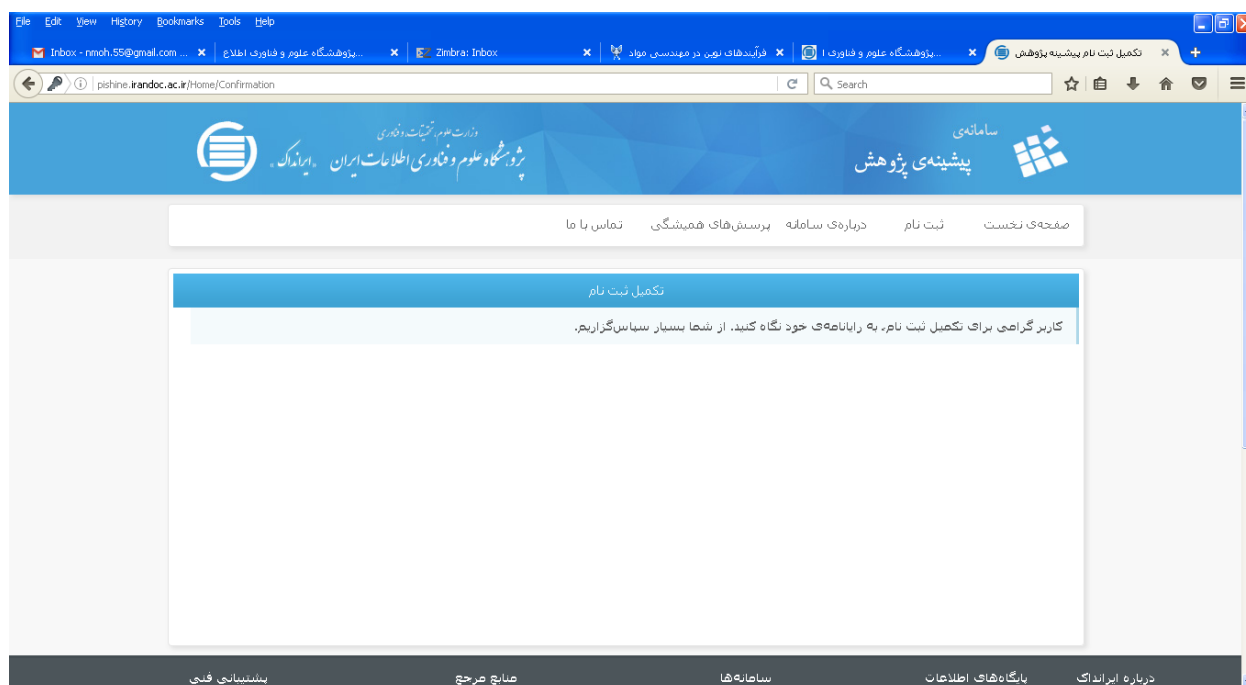 File Edit View History Bookmarks Tools Help
Inbox - nmoh.55@gmail.com ...
پژوهشگاه علوم و فناوری اطلاع...
Zimbra: Inbox
فرآیندهای نوین در مهندسی مواد
پژوهشگاه علوم و فناوری ا...
تکمیل ثبت نام پیشینه پژوهش
pishine.irandoc.ac.ir/Home/Confirmation
Search
سامانه‌ی
پیشینه‌ی پژوهش
وزارت علوم، تحقیقات، و فناوری
پژوهشگاه علوم و فناوری اطلاعات ایران - ایرانداک -
صفحه‌ی نخست ثبت نام درباره‌ی سامانه پرسش‌های همیشگی تماس با ما
تکمیل ثبت نام
کاربر گرامی برای تکمیل ثبت نام، به رایانامه‌ی خود نگاه کنید. از شما بسیار سپاس‌گزاریم.
درباره ایرانداک پایگاه‌های اطلاعات سامانه‌ها منابع مرجع پشتیبانی فنی